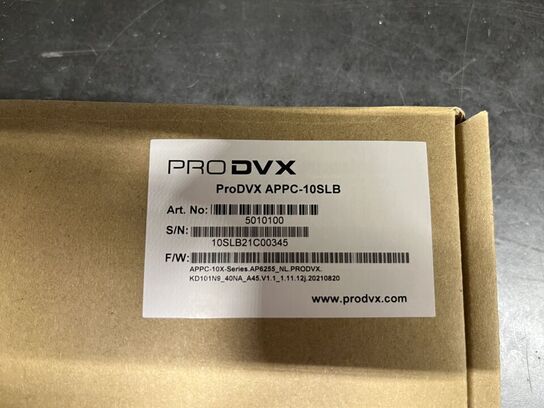 PRODVX
ProDVX APPC-10SLB
Art. No:
5010100
S/N:
10SLB21C00345
F/W:
APPC-10X-Series.AP6255_NL.PRODVX.
KD101N9_40NA_A45.V1.1_1.11.12j.20210820
www.prodvx.com